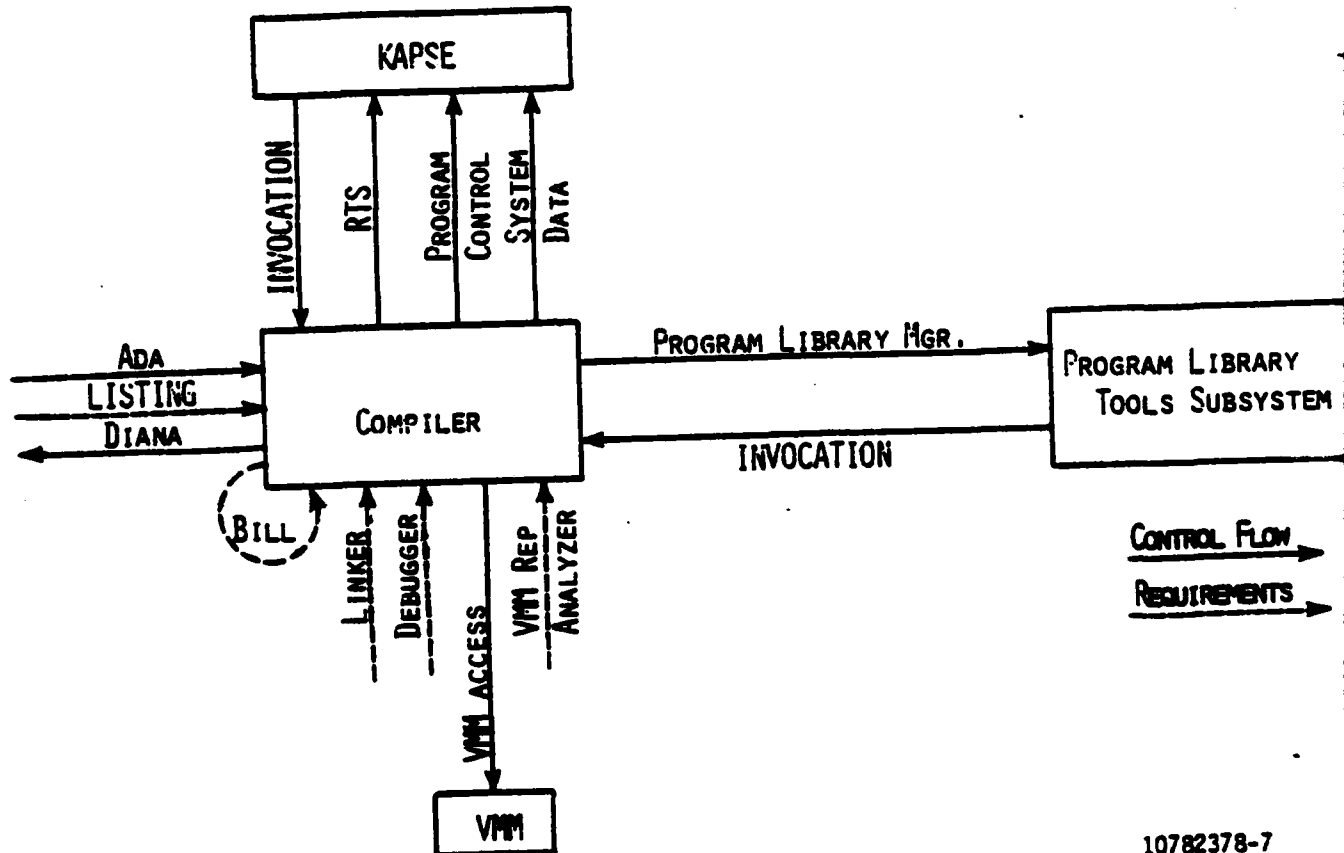 KAPSE
INVOCATION
RTS
PROGRAM
CONTROL
SYSTEM
DATA
ADA
LISTING
DIANA
COMPILER
PROGRAM LIBRARY MGR.
INVOCATION
PROGRAM LIBRARY
TOOLS SUBSYSTEM
BILL
LINKER
DEBUGGER
VMM ACCESS
VMM REP
ANALYZER
CONTROL FLOW
REQUIREMENTS
VMM
10782378-7